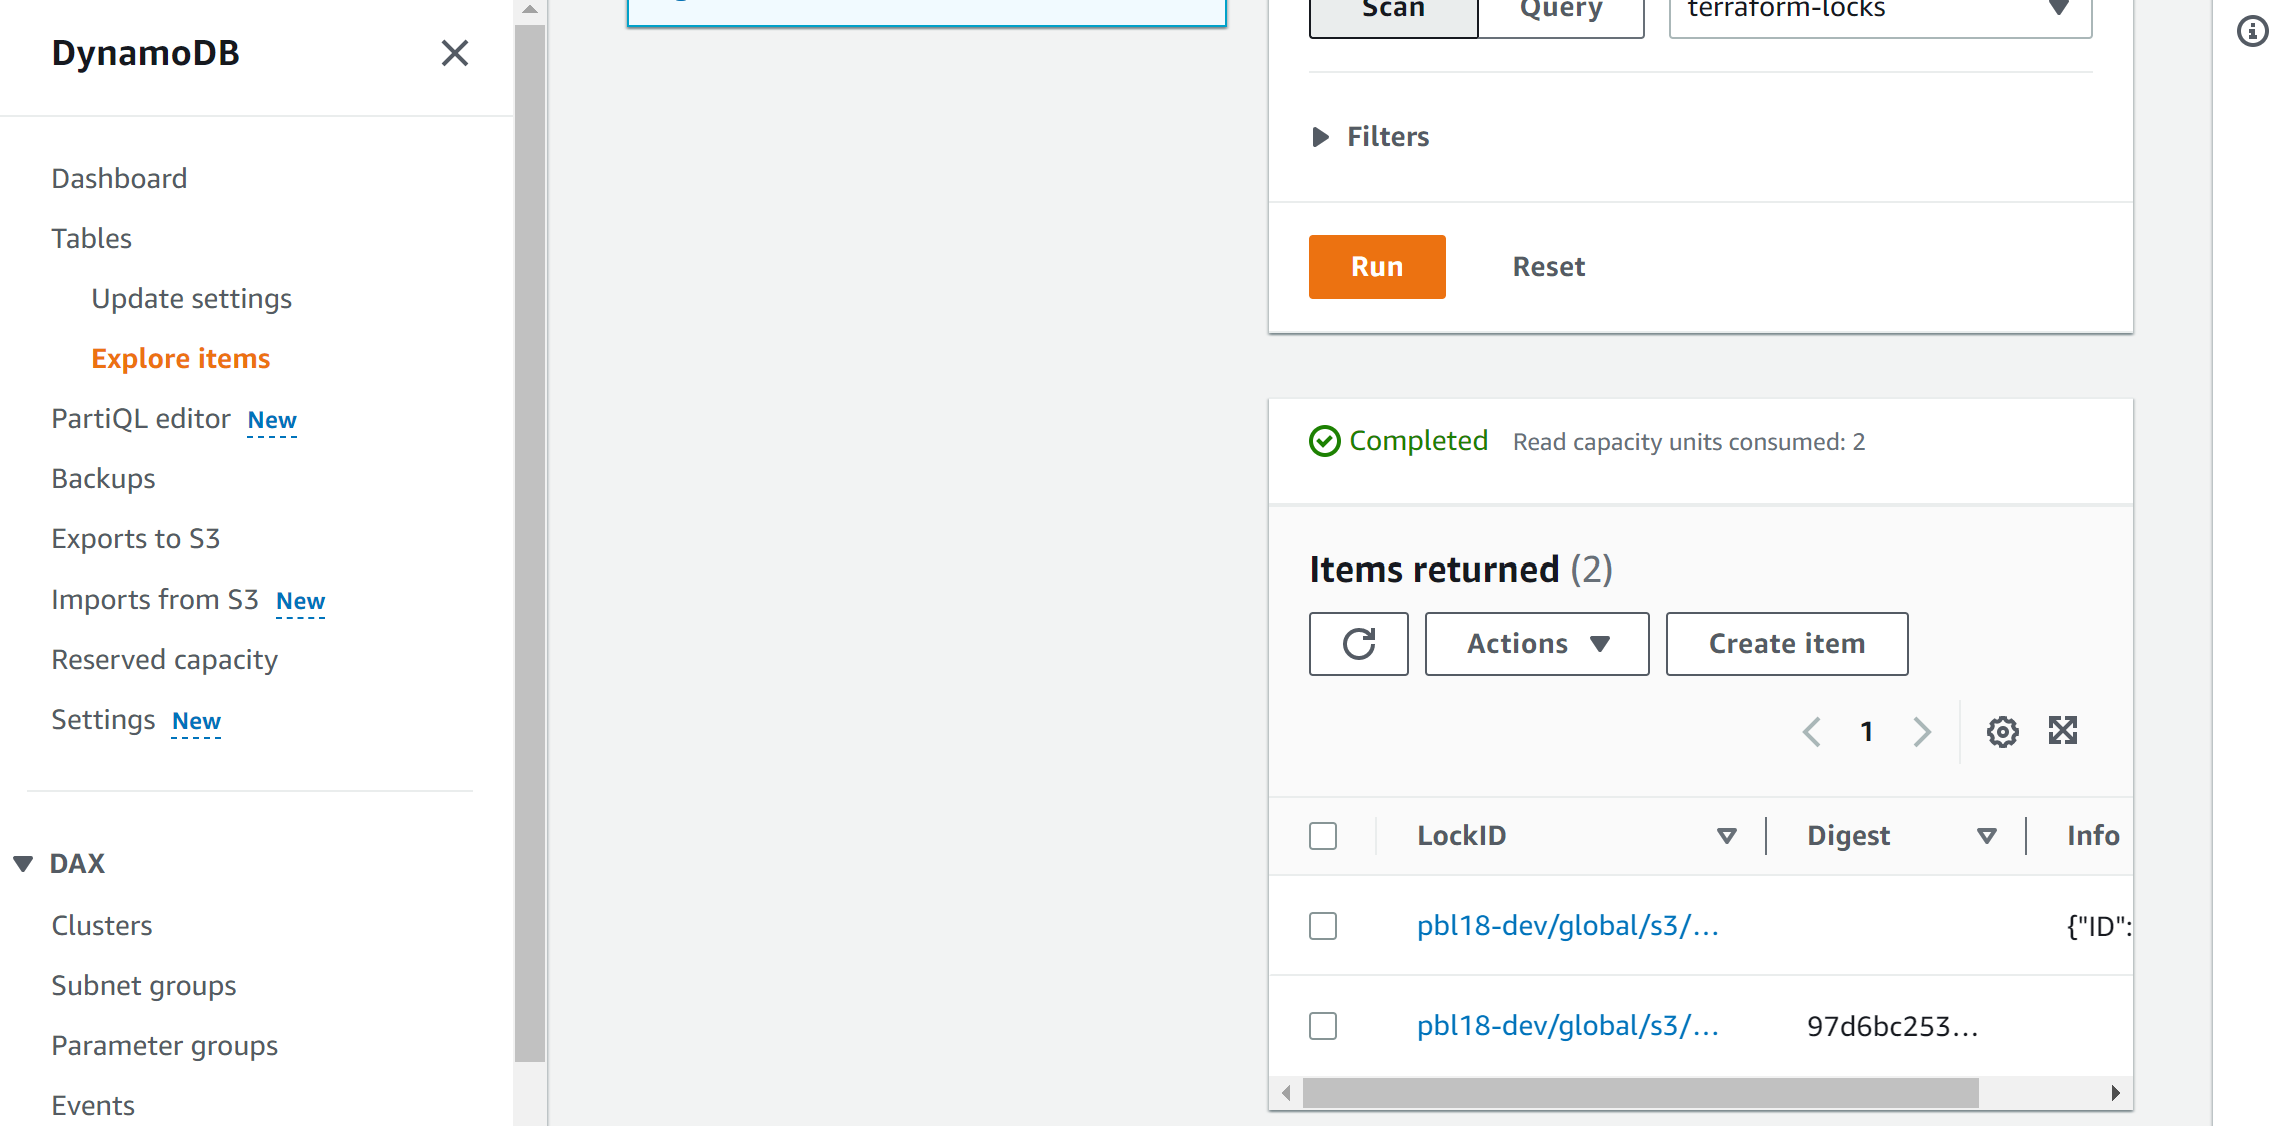 DynamoDB
Dashboard
Tables
Update settings
Explore items
PartiQL editor New
Backups
Exports to S3
Imports from S3 New
Reserved capacity
Settings New
DAX
Clusters
Subnet groups
Parameter groups
Events
Scan Query terraform-locks
Filters
Run Reset
Completed Read capacity units consumed: 2
Items returned (2)
Actions Create item
1
LockID Digest Info
pbl18-dev/global/s3/... {"ID":
pbl18-dev/global/s3/... 97d6bc253...